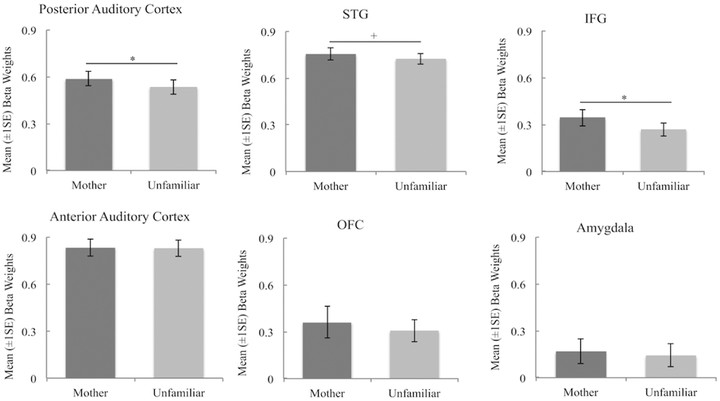 Posterior Auditory Cortex
Mean (±1SE) Beta Weights
0.9
0.6
0.3
0
*
Mother
Unfamiliar
STG
Mean (±1SE) Beta Weights
0.9
0.6
0.3
0
+
Mother
Unfamiliar
IFG
Mean (±1SE) Beta Weights
0.9
0.6
0.3
0
*
Mother
Unfamiliar
Anterior Auditory Cortex
Mean (±1SE) Beta Weights
0.9
0.6
0.3
0
Mother
Unfamiliar
OFC
Mean (±1SE) Beta Weights
0.9
0.6
0.3
0
Mother
Unfamiliar
Amygdala
Mean (±1SE) Beta Weights
0.9
0.6
0.3
0
Mother
Unfamiliar